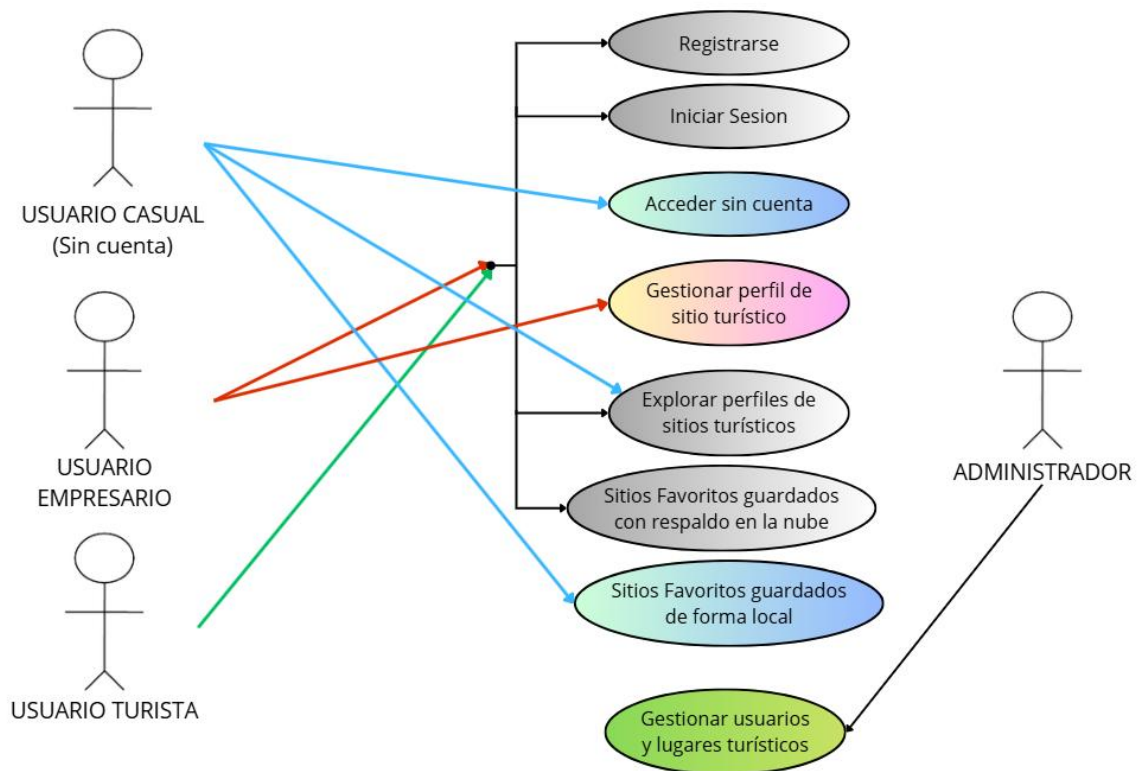 Registrarse
Iniciar Sesion
Acceder sin cuenta
USUARIO CASUAL
(Sin cuenta)
Gestionar perfil de
sitio turístico
Explorar perfiles de
sitios turísticos
USUARIO
EMPRESARIO
ADMINISTRADOR
Sitios Favoritos guardados
con respaldo en la nube
Sitios Favoritos guardados
de forma local
USUARIO TURISTA
Gestionar usuarios
y lugares turísticos